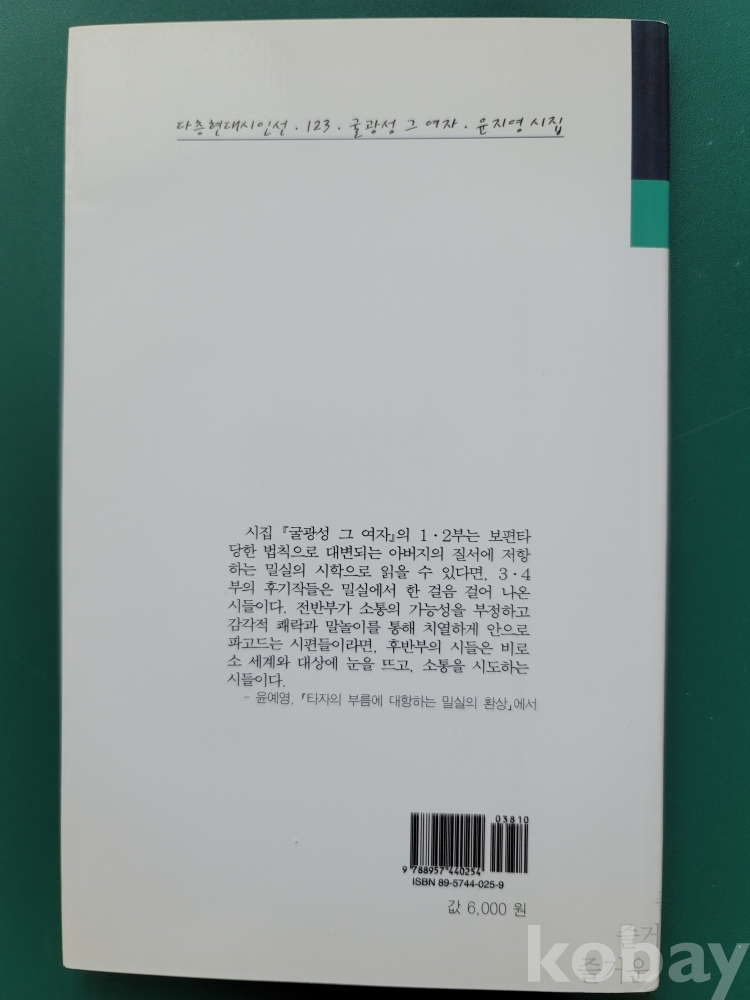 다층현대시인선 · 123 · 굴광성 그 여자 · 윤지영 시집
시집 『굴광성 그 여자』의 1·2부는 보편타
당한 법칙으로 대변되는 아버지의 질서에 저항
하는 밀실의 시학으로 읽을 수 있다면, 3·4
부의 후기작들은 밀실에서 한 걸음 걸어 나온
시들이다. 전반부가 소통의 가능성을 부정하고
감각적 쾌락과 말놀이를 통해 치열하게 안으로
파고드는 시편들이라면, 후반부의 시들은 비로
소 세계와 대상에 눈을 뜨고, 소통을 시도하는
시들이다.
- 윤예영, 「타자의 부름에 대항하는 밀실의 환상」에서
03810
9 788957 440254
ISBN 89-5744-025-9
값 6,000 원
즐거
즐거운
kobay